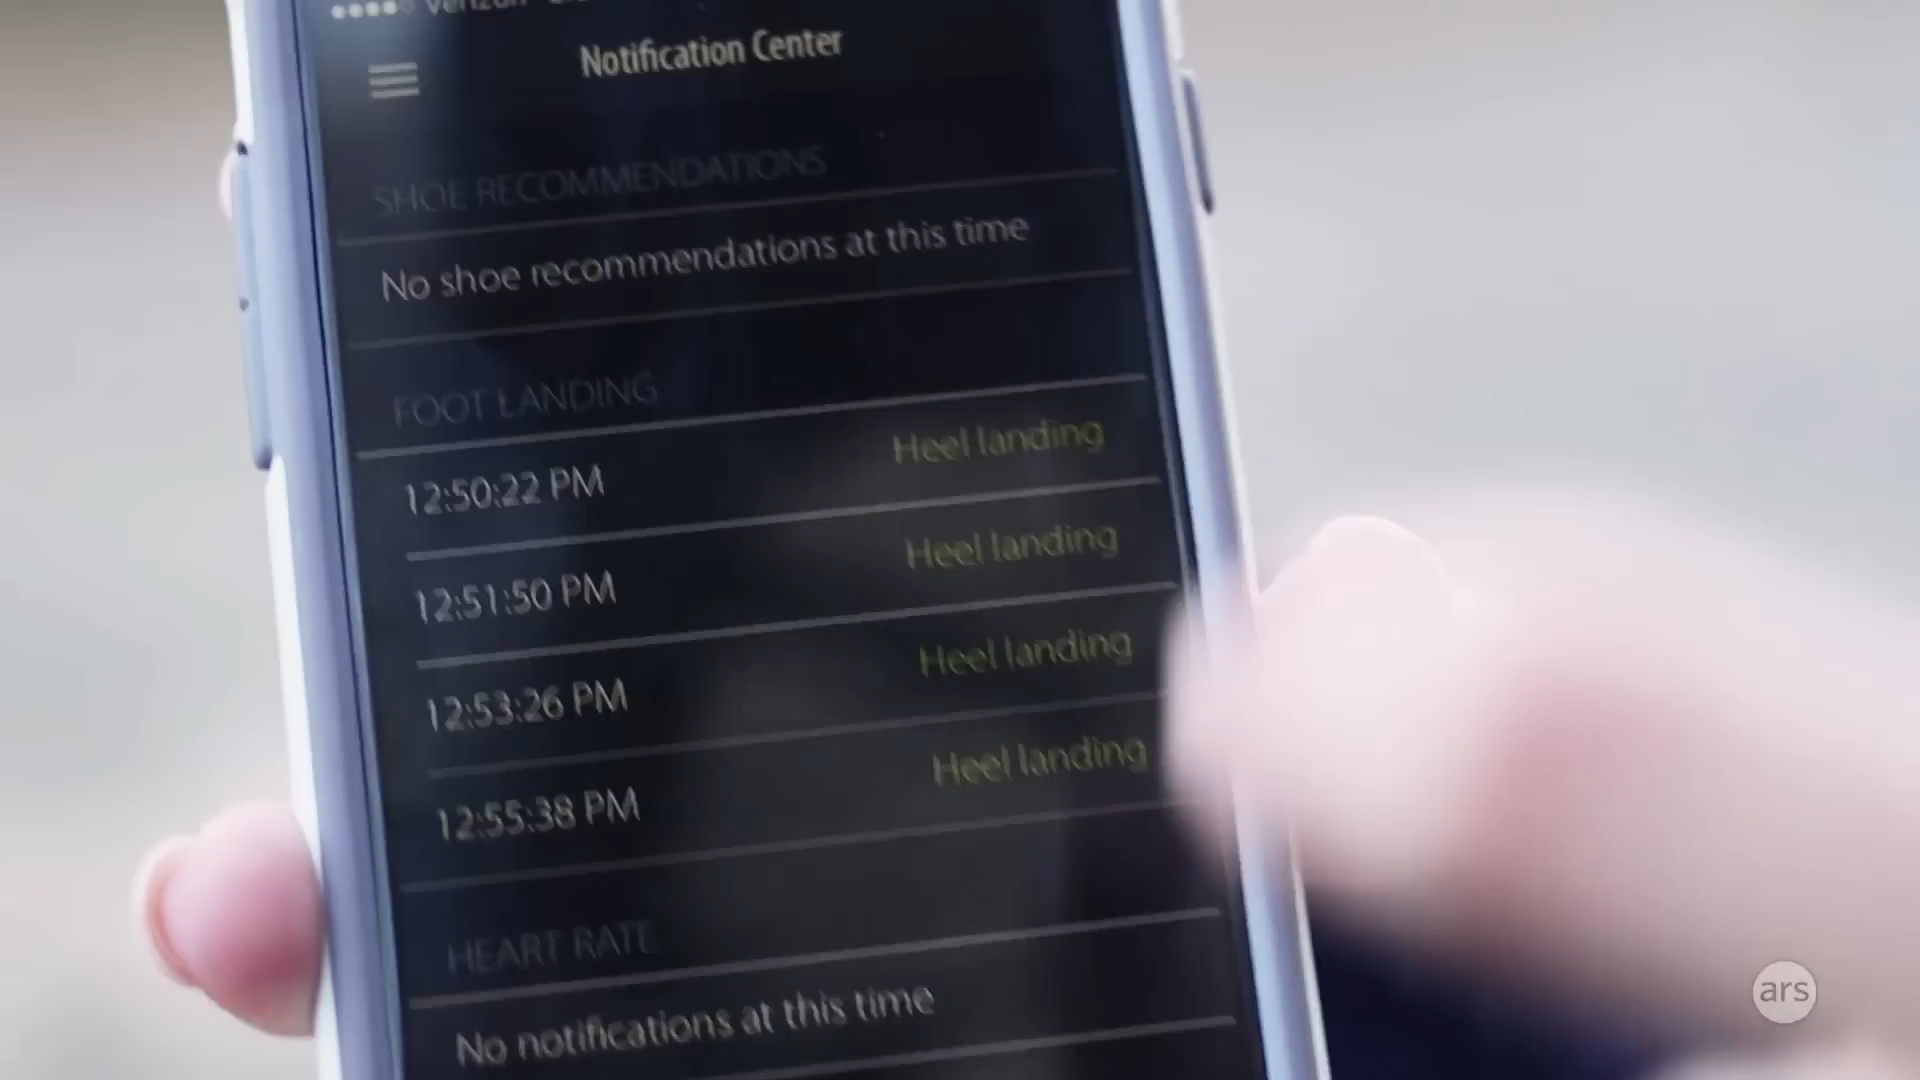 Verizon
Notification Center
SHOE RECOMMENDATIONS
No shoe recommendations at this time
FOOT LANDING
12:50:22 PM Heel landing
12:51:50 PM Heel landing
12:53:26 PM Heel landing
12:55:38 PM Heel landing
HEART RATE
No notifications at this time
ars